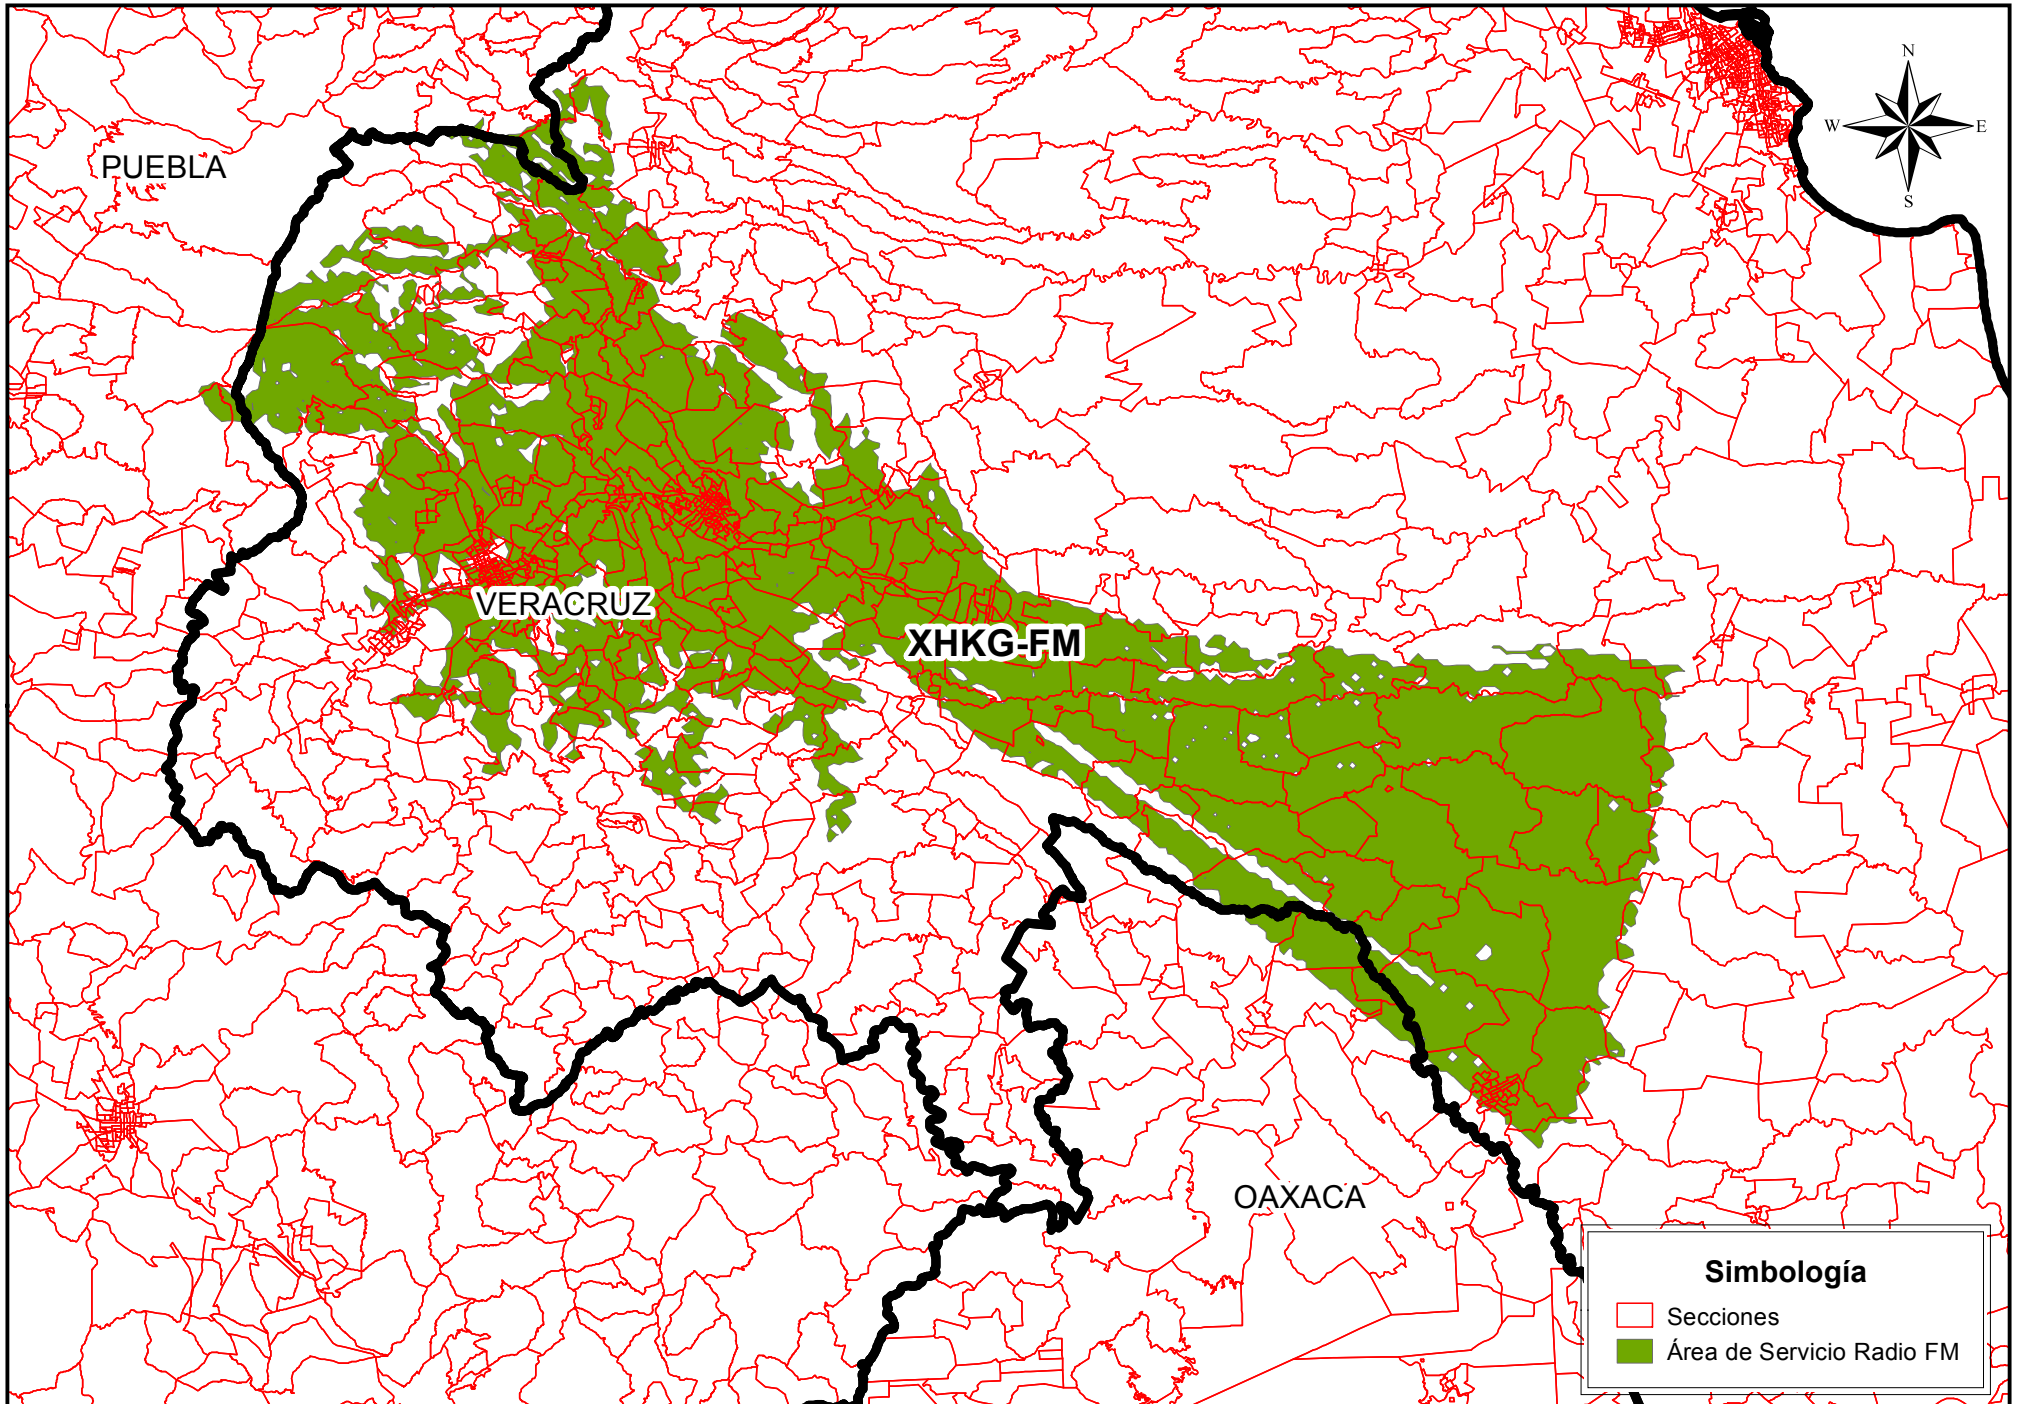 N
W E
S
PUEBLA
VERACRUZ
XHKG-FM
OAXACA
Simbología
Secciones
Área de Servicio Radio FM